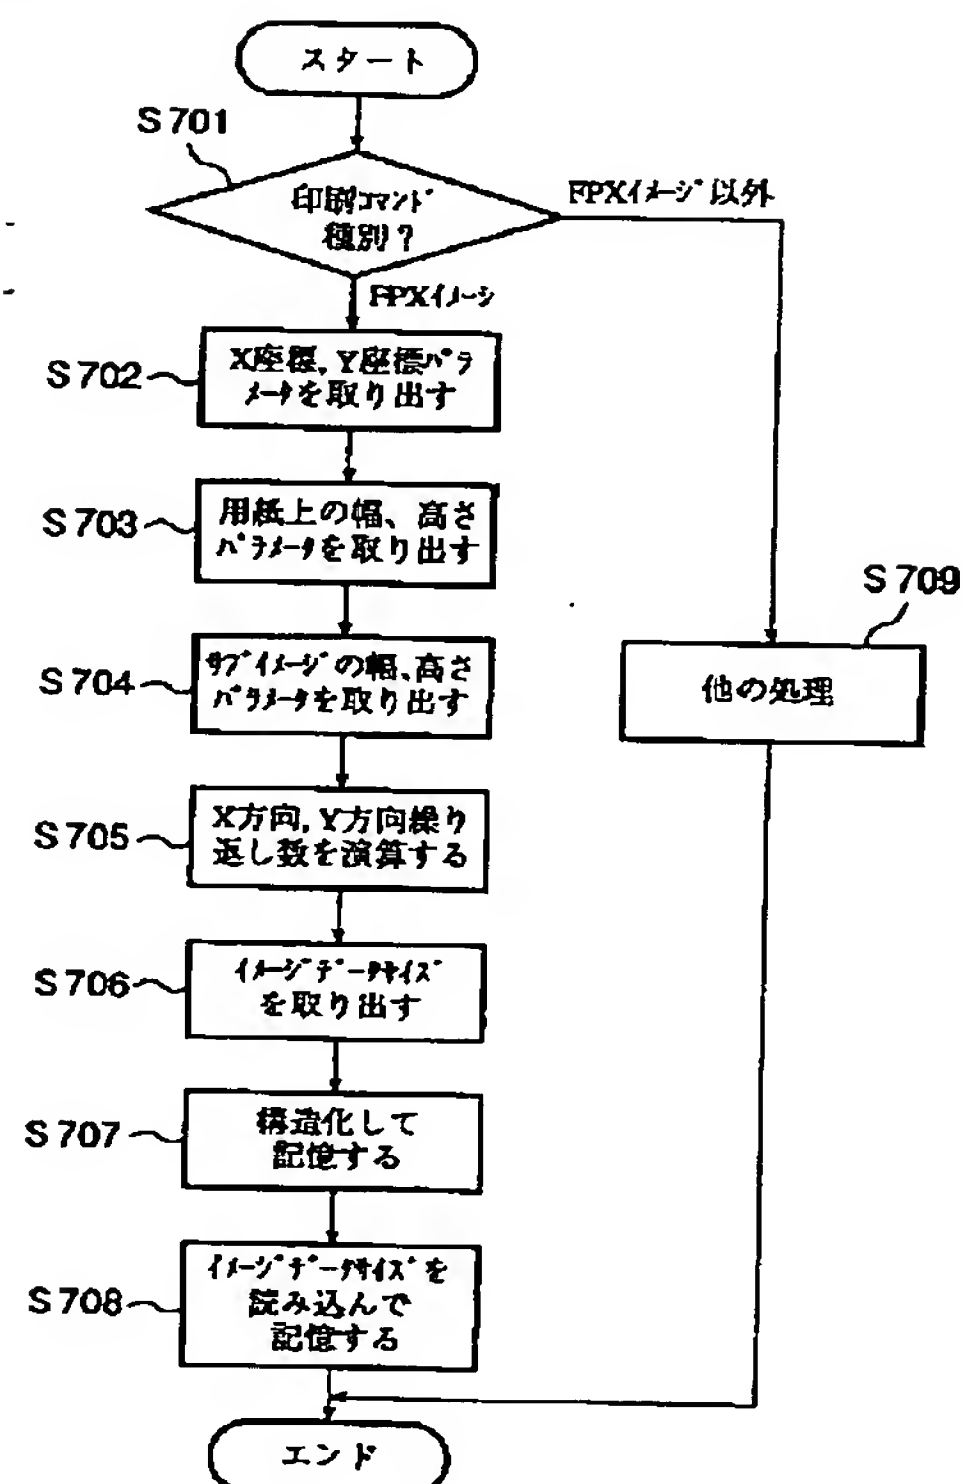 スタート
S701
印刷コマンド
種別?
FPXイメージ以外
FPXイメージ
S702
X座標,Y座標パラ
メータを取り出す
S703
用紙上の幅、高さ
パラメータを取り出す
S709
S704
サブイメージの幅、高さ
パラメータを取り出す
他の処理
S705
X方向,Y方向繰り
返し数を演算する
S706
イメージデータサイズ
を取り出す
S707
構造化して
記憶する
S708
イメージデータサイズを
読み込んで
記憶する
エンド